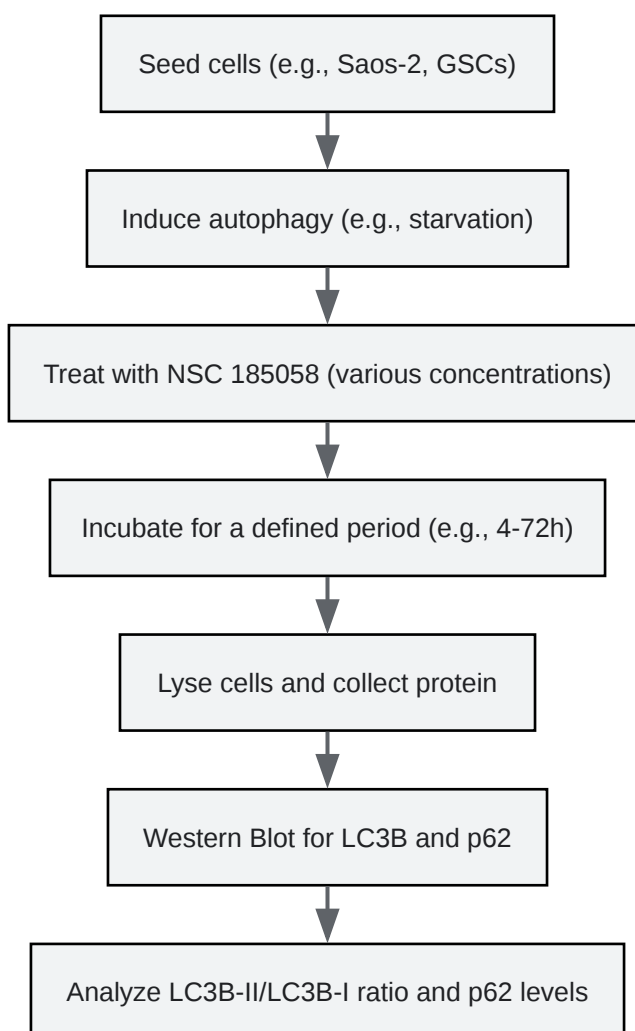 Seed cells (e.g., Saos-2, GSCs)
Induce autophagy (e.g., starvation)
Treat with NSC 185058 (various concentrations)
Incubate for a defined period (e.g., 4-72h)
Lyse cells and collect protein
Western Blot for LC3B and p62
Analyze LC3B-II/LC3B-I ratio and p62 levels